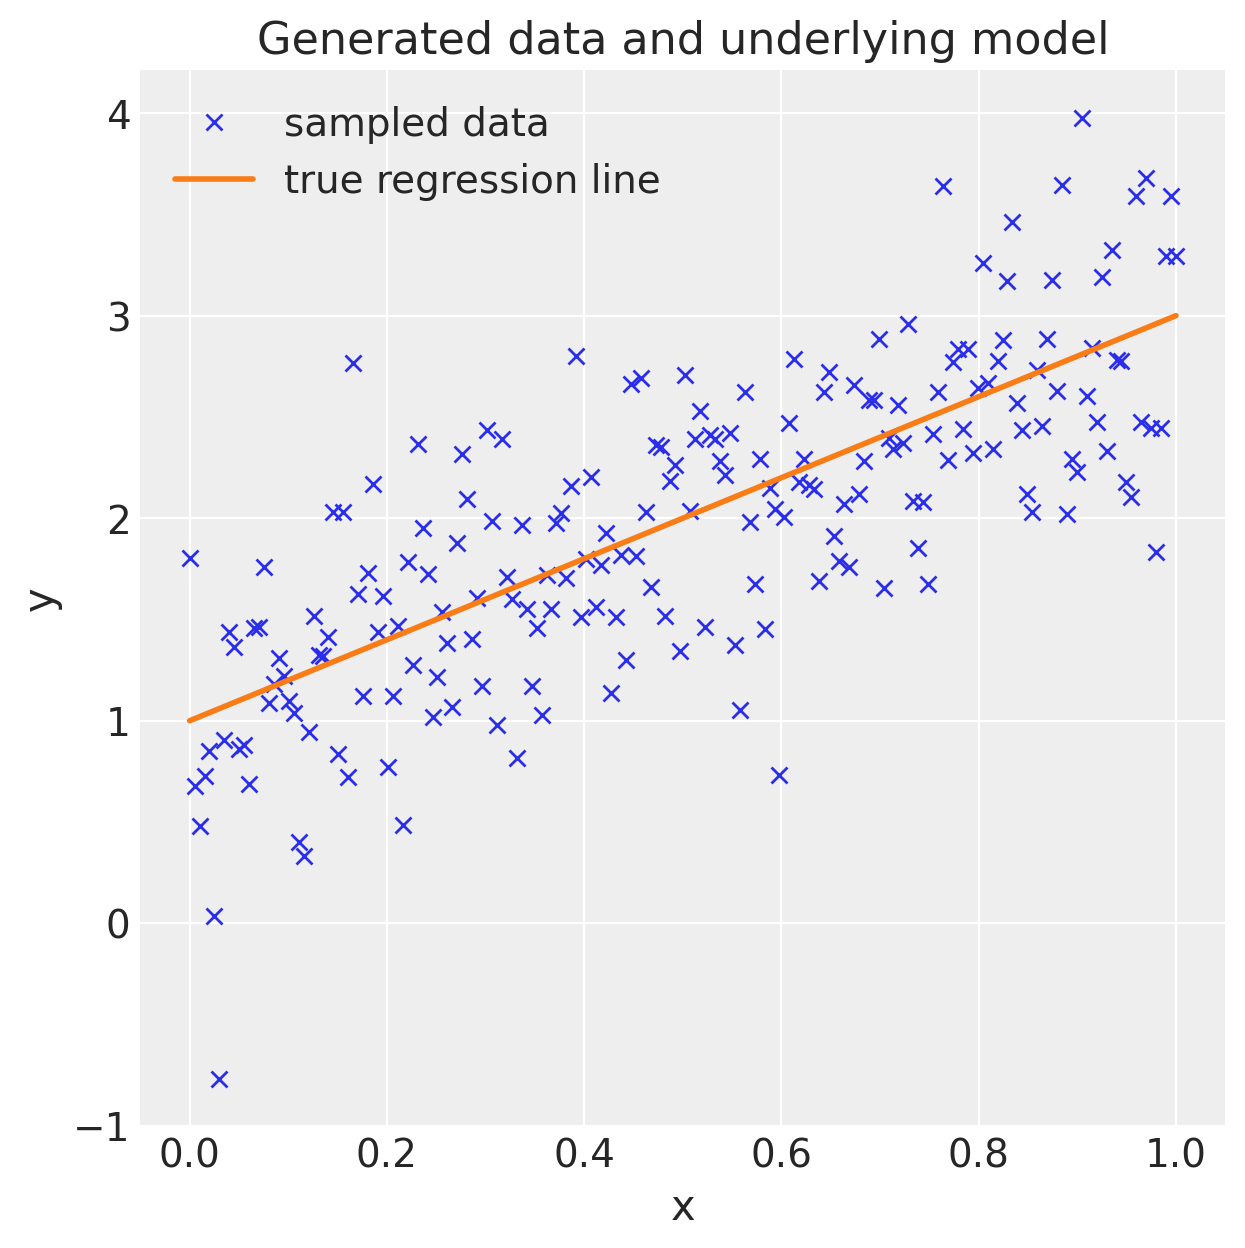 Generated data and underlying model
sampled data
true regression line
4
3
2
1
0
−1
y
0.0 0.2 0.4 0.6 0.8 1.0
x